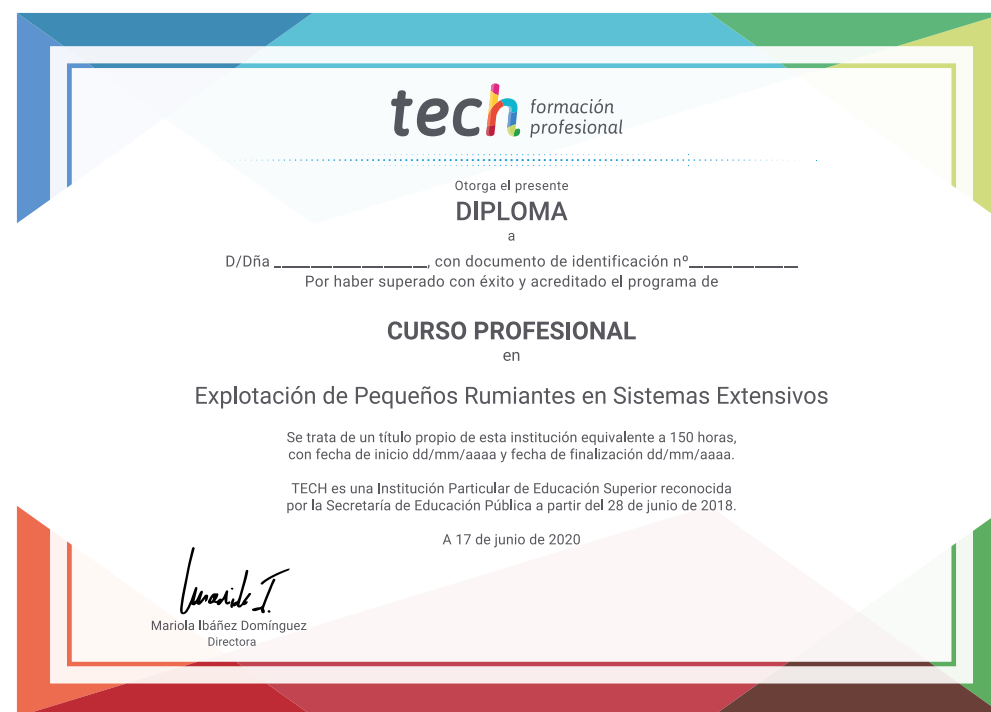 tech formación
profesional
Otorga el presente
DIPLOMA
a
D/Dña ____________________, con documento de identificación nº______________
Por haber superado con éxito y acreditado el programa de
CURSO PROFESIONAL
en
Explotación de Pequeños Rumiantes en Sistemas Extensivos
Se trata de un título propio de esta institución equivalente a 150 horas,
con fecha de inicio dd/mm/aaaa y fecha de finalización dd/mm/aaaa.
TECH es una Institución Particular de Educación Superior reconocida
por la Secretaría de Educación Pública a partir del 28 de junio de 2018.
A 17 de junio de 2020
Mariola Ibáñez Domínguez
Directora